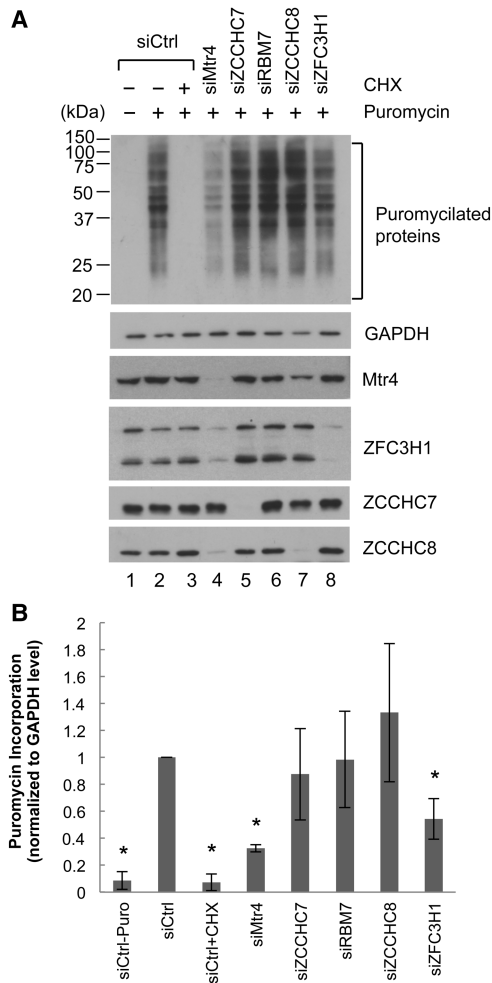 A
siCtrl
siMtr4
siZCCHC7
siRBM7
siZCCHC8
siZFC3H1
− − + CHX
(kDa) − + + + + + + + Puromycin
150
100
75
50
37
25
20
Puromycilated
proteins
GAPDH
Mtr4
ZFC3H1
ZCCHC7
ZCCHC8
1 2 3 4 5 6 7 8
B
Puromycin Incorporation
(normalized to GAPDH level)
2
1.8
1.6
1.4
1.2
1
0.8
0.6
0.4
0.2
0
* * * *
siCtrl-Puro
siCtrl
siCtrl+CHX
siMtr4
siZCCHC7
siRBM7
siZCCHC8
siZFC3H1